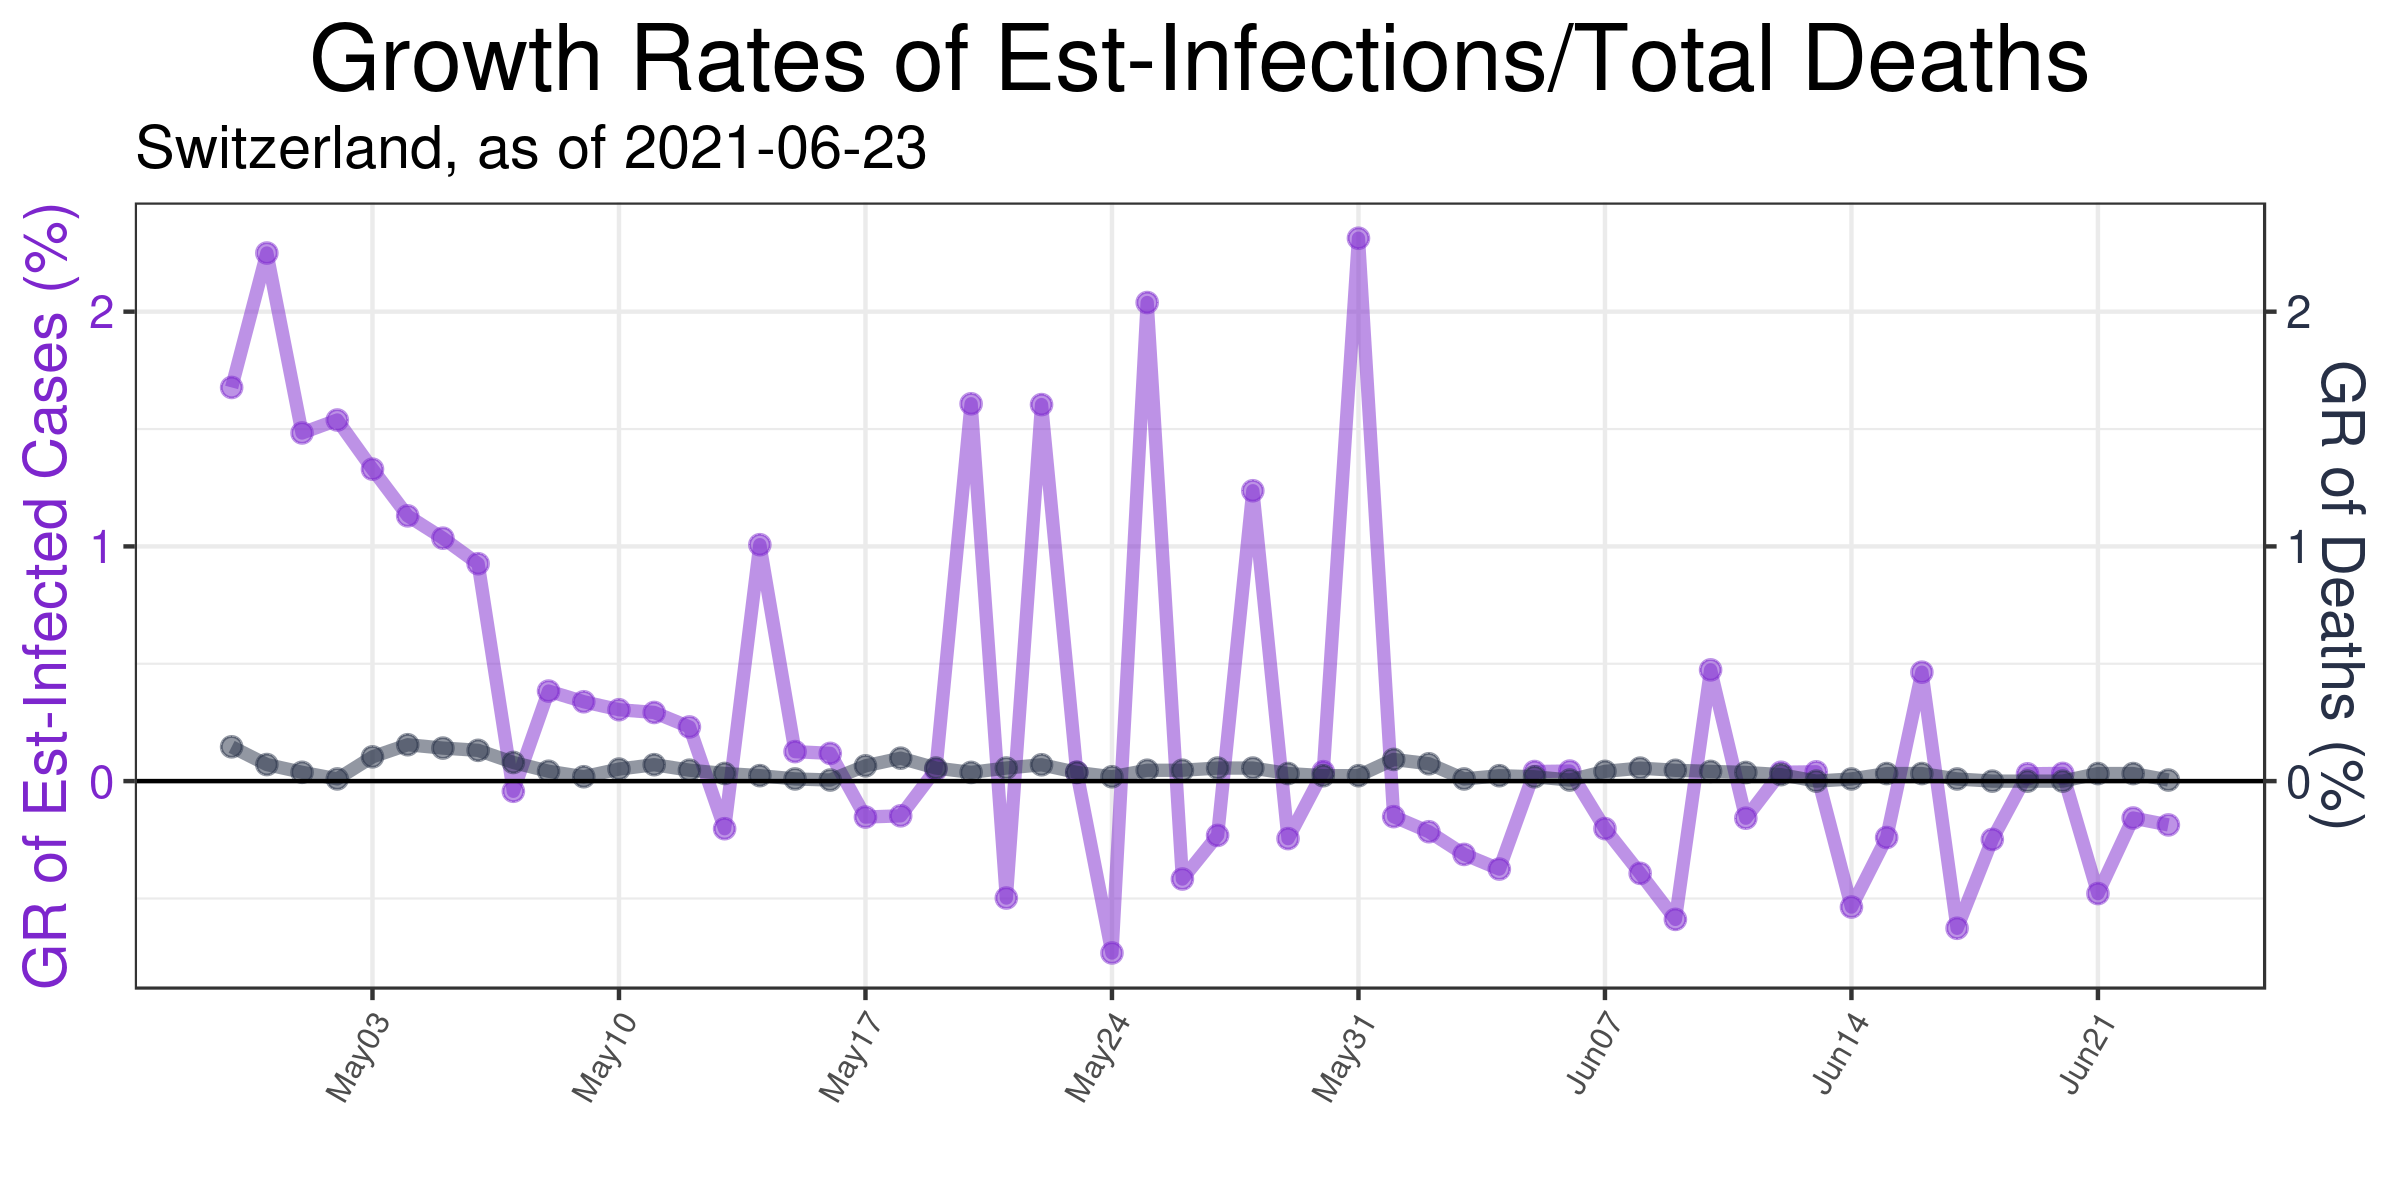 Growth Rates of Est-Infections/Total Deaths
Switzerland, as of 2021-06-23
GR of Est-Infected Cases (%)
2
1
0
2
1
0
GR of Deaths (%)
May03
May10
May17
May24
May31
Jun07
Jun14
Jun21